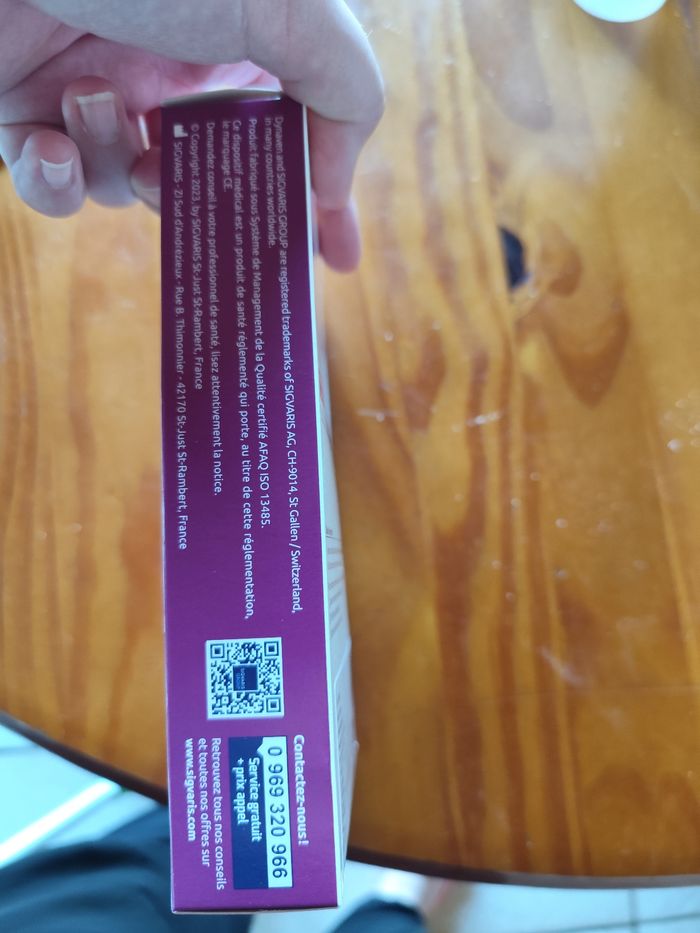 Dynaven and SIGVARIS GROUP are registered trademarks of SIGVARIS AG, CH-9014, St Gallen / Switzerland,
in many countries worldwide.
Produit fabriqué sous Système de Management de la Qualité certifié AFAQ ISO 13485.
Ce dispositif médical est un produit de santé réglementé qui porte, au titre de cette réglementation,
le marquage CE.
Demandez conseil à votre professionnel de santé, lisez attentivement la notice.
© Copyright 2023, by SIGVARIS St-Just St-Rambert, France
SIGVARIS - ZI Sud d'Andrézieux - Rue B. Thimonnier - 42170 St-Just St-Rambert, France
SIGVARIS
Contactez-nous!
0 969 320 966
Service gratuit
+ prix appel
Retrouvez tous nos conseils
et toutes nos offres sur
www.sigvaris.com